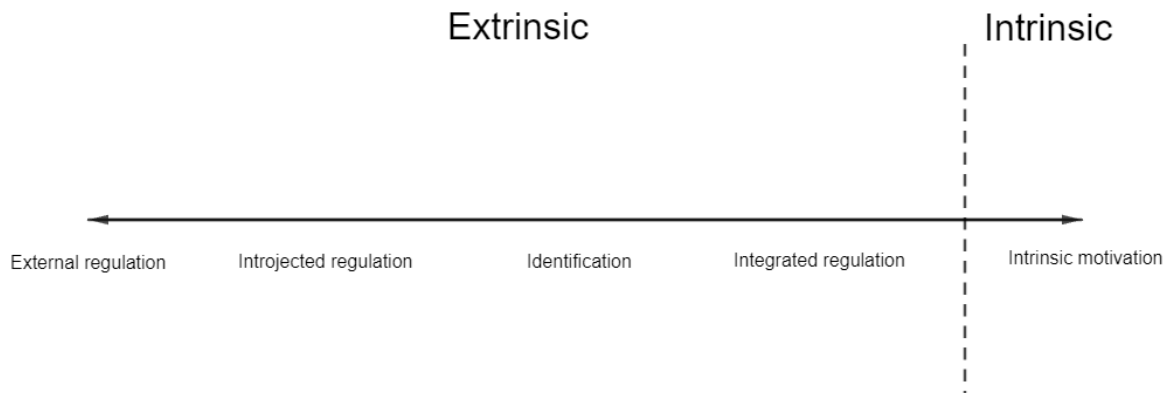 Extrinsic
Intrinsic
External regulation
Introjected regulation
Identification
Integrated regulation
Intrinsic motivation